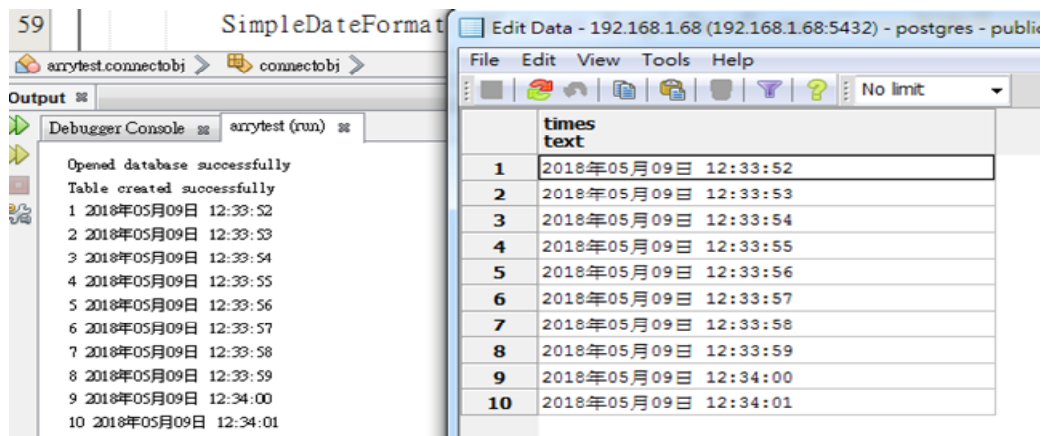 59 SimpleDateFormat
arrytest.connectobj connectobj
Output
Debugger Console arrytest (run)
Opened database successfully
Table created successfully
1 2018年05月09日 12:33:52
2 2018年05月09日 12:33:53
3 2018年05月09日 12:33:54
4 2018年05月09日 12:33:55
5 2018年05月09日 12:33:56
6 2018年05月09日 12:33:57
7 2018年05月09日 12:33:58
8 2018年05月09日 12:33:59
9 2018年05月09日 12:34:00
10 2018年05月09日 12:34:01
Edit Data - 192.168.1.68 (192.168.1.68:5432) - postgres - public
File Edit View Tools Help
No limit
times
text
1 2018年05月09日 12:33:52
2 2018年05月09日 12:33:53
3 2018年05月09日 12:33:54
4 2018年05月09日 12:33:55
5 2018年05月09日 12:33:56
6 2018年05月09日 12:33:57
7 2018年05月09日 12:33:58
8 2018年05月09日 12:33:59
9 2018年05月09日 12:34:00
10 2018年05月09日 12:34:01